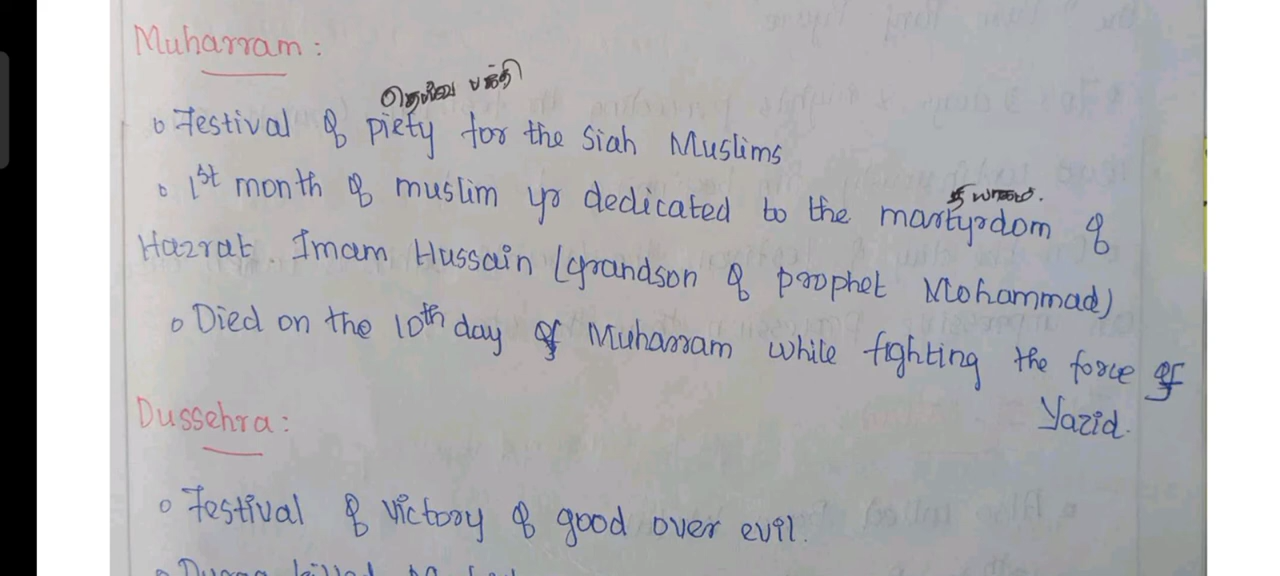 Muharram :
தெய்வ பக்தி
o Festival of piety for the Siah Muslims
தியாகம்.
o 1st month of muslim yr dedicated to the martyrdom of
Hazrat. Imam Hussain (grandson of prophet Mohammad)
o Died on the 10th day of Muharram while fighting the force of
Yazid.
Dussehra :
o Festival of victory of good over evil.